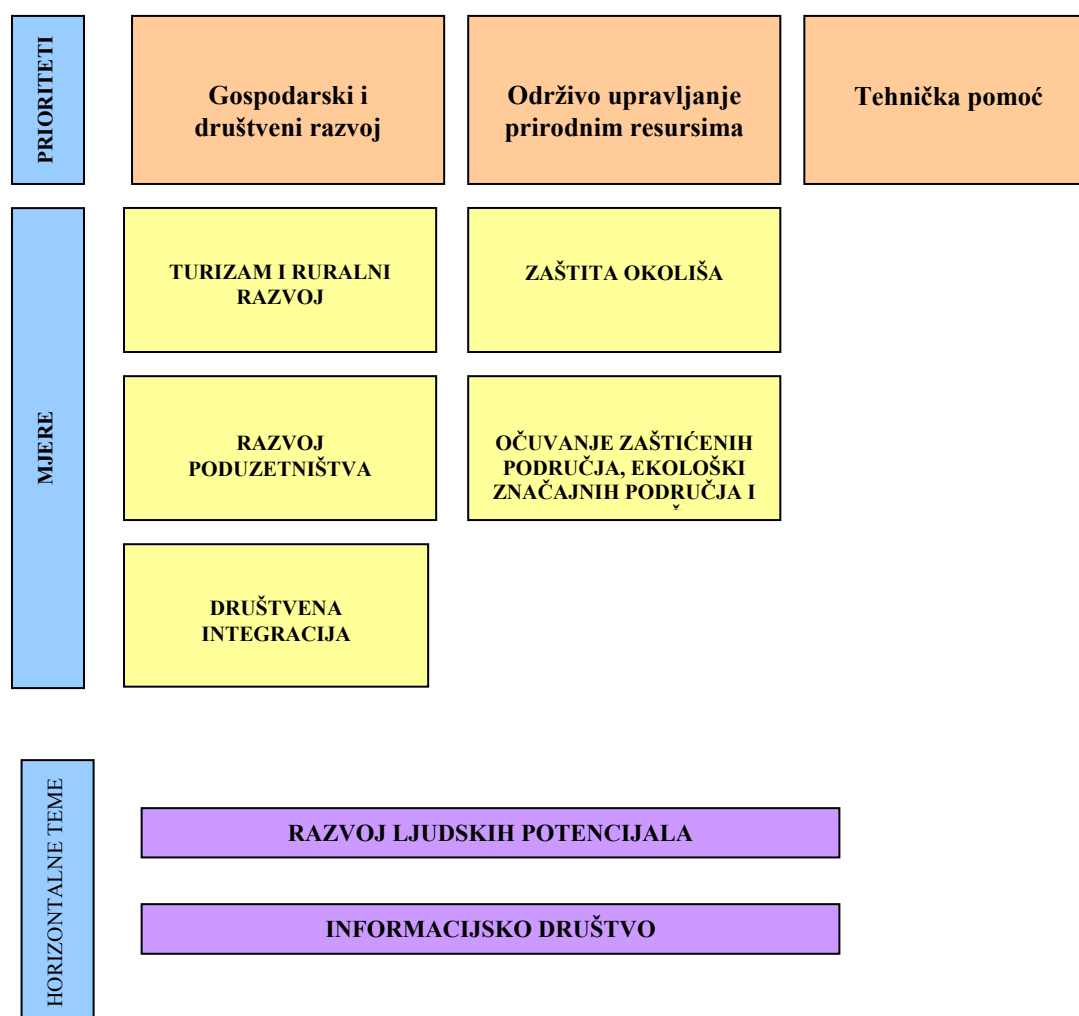 PRIORITETI
Gospodarski i
društveni razvoj
Održivo upravljanje
prirodnim resursima
Tehnička pomoć
MJERE
TURIZAM I RURALNI
RAZVOJ
ZAŠTITA OKOLIŠA
RAZVOJ
PODUZETNIŠTVA
OČUVANJE ZAŠTIĆENIH
PODRUČJA, EKOLOŠKI
ZNAČAJNIH PODRUČJA I
DRUŠTVENA
INTEGRACIJA
HORIZONTALNE TEME
RAZVOJ LJUDSKIH POTENCIJALA
INFORMACIJSKO DRUŠTVO